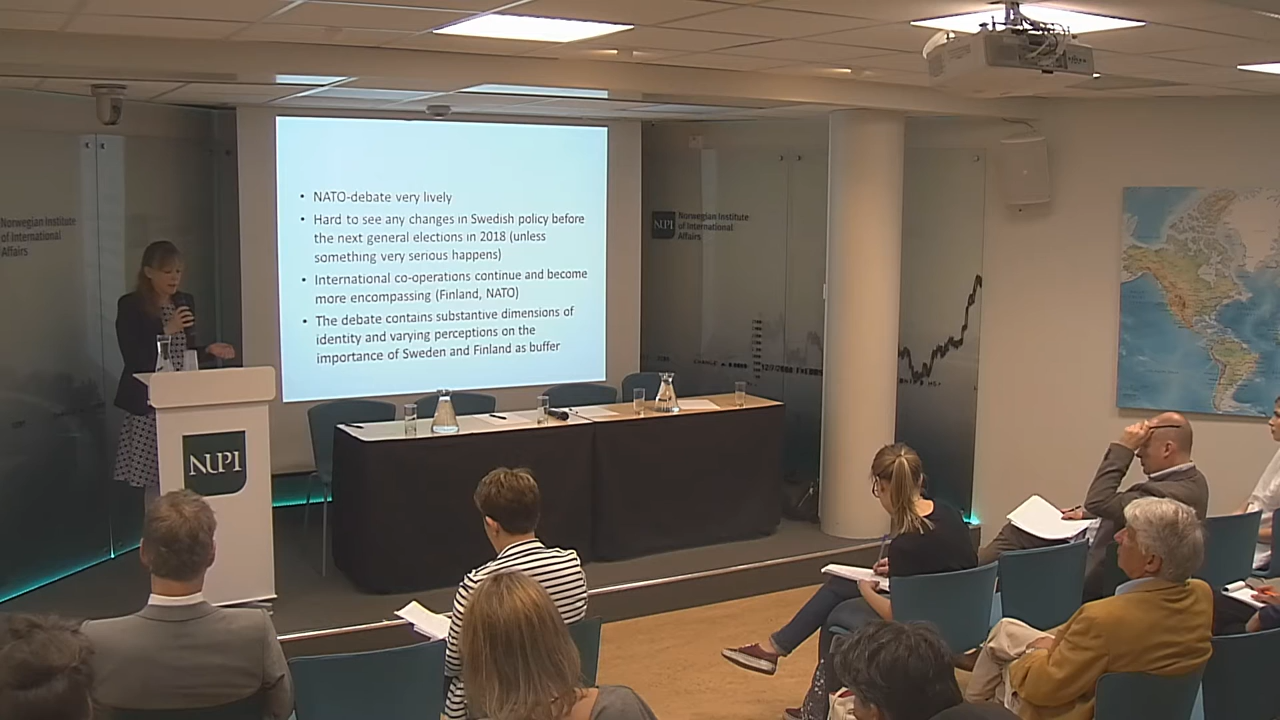 • NATO-debate very lively
• Hard to see any changes in Swedish policy before
the next general elections in 2018 (unless
something very serious happens)
• International co-operations continue and become
more encompassing (Finland, NATO)
• The debate contains substantive dimensions of
identity and varying perceptions on the
importance of Sweden and Finland as buffer
Norwegian Institute
of International
Affairs
NUPI
Norwegian Institute
of International
Affairs
NUPI